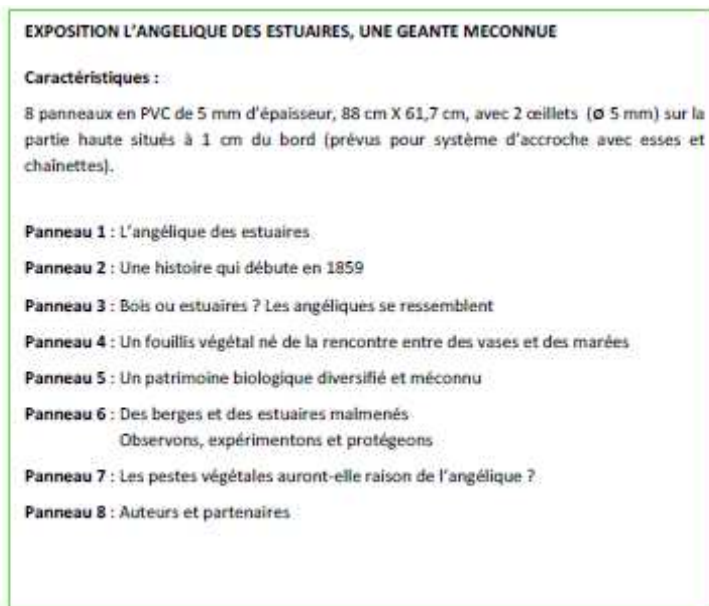 EXPOSITION L'ANGELIQUE DES ESTUAIRES, UNE GEANTE MECONNUE
Caractéristiques :
8 panneaux en PVC de 5 mm d'épaisseur, 88 cm X 61,7 cm, avec 2 œillets (ø 5 mm) sur la
partie haute situés à 1 cm du bord (prévus pour système d'accroche avec esses et
chaînettes).
Panneau 1 : L'angélique des estuaires
Panneau 2 : Une histoire qui débute en 1859
Panneau 3 : Bois ou estuaires ? Les angéliques se ressemblent
Panneau 4 : Un fouillis végétal né de la rencontre entre des vases et des marées
Panneau 5 : Un patrimoine biologique diversifié et méconnu
Panneau 6 : Des berges et des estuaires malmenés
Observons, expérimentons et protégeons
Panneau 7 : Les pestes végétales auront-elle raison de l'angélique ?
Panneau 8 : Auteurs et partenaires